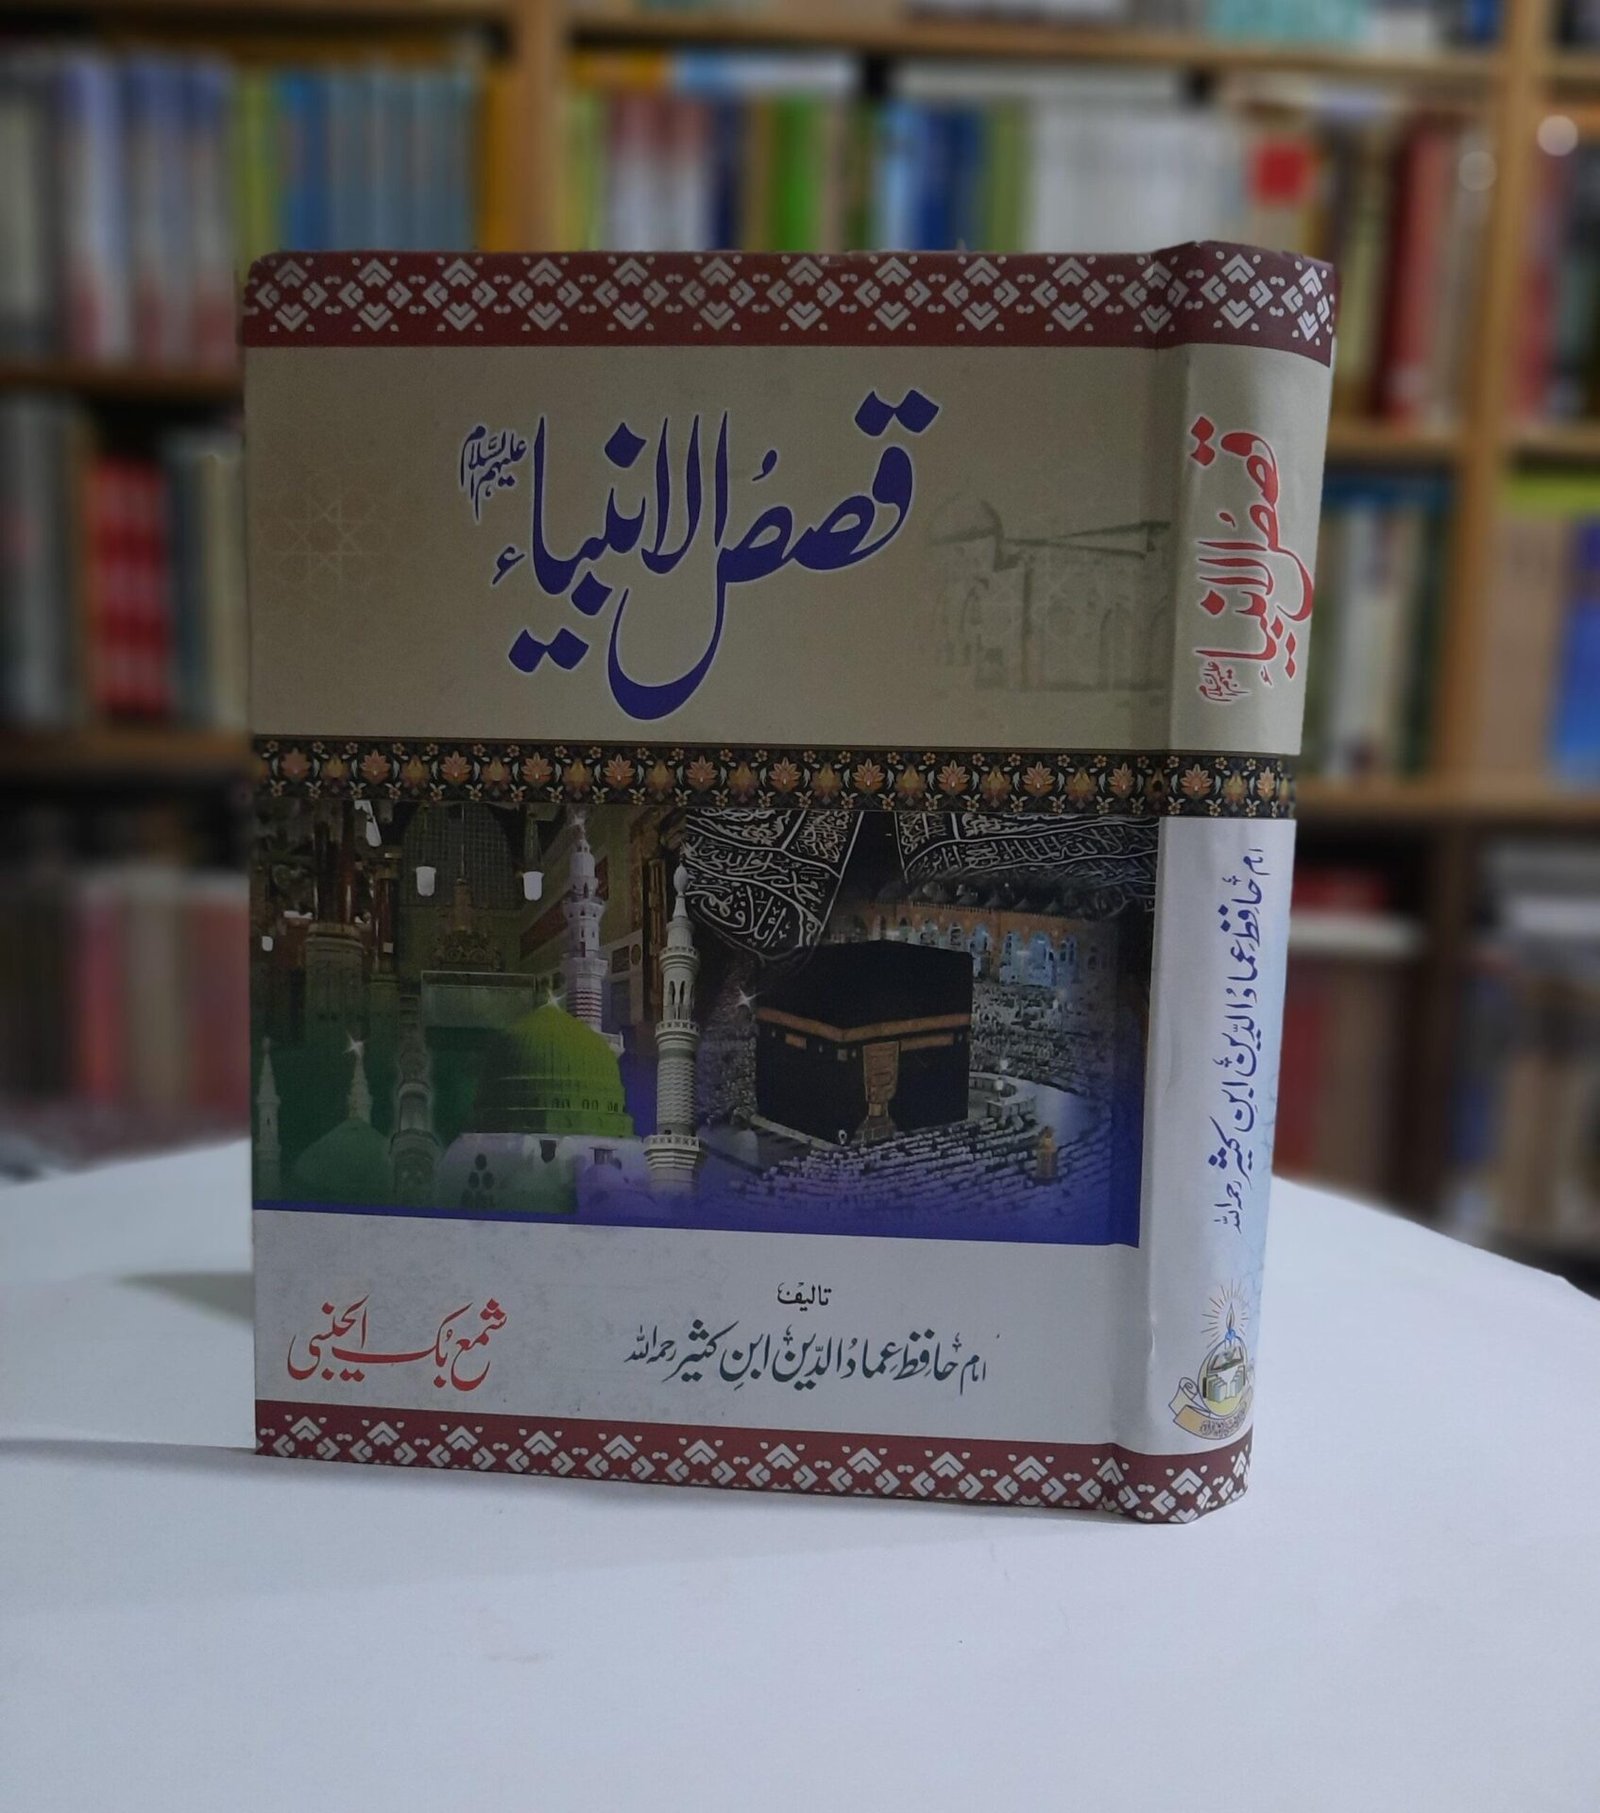 قصص الانبیاء علیہم السلام
تالیف
امام حافظ عماد الدین ابن کثیر رحمہ اللہ
شمع بک ایجنسی
قصص الانبیاء علیہم السلام
امام حافظ عماد الدین ابن کثیر رحمہ اللہ